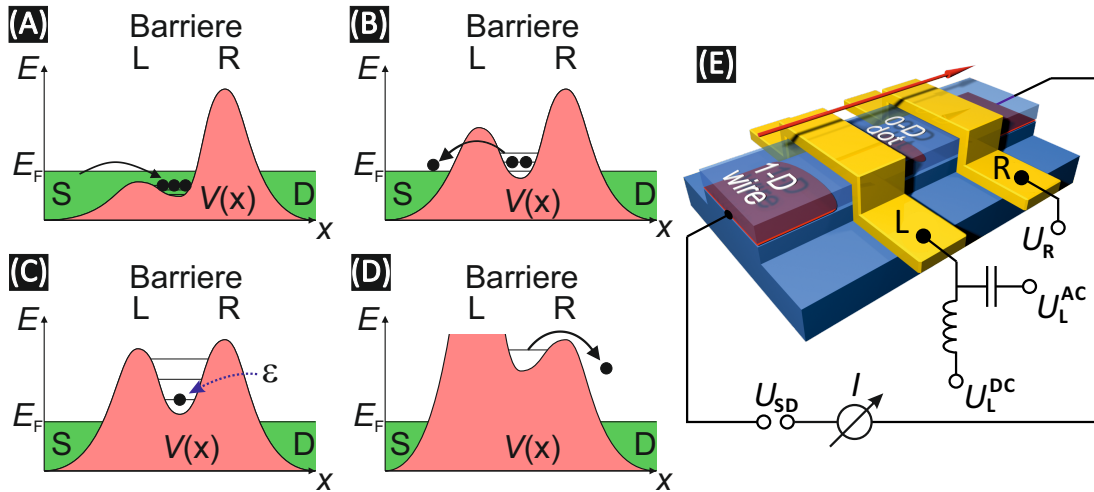 (A)
Barriere
L R
E
E_F
S
V(x)
D
x
(B)
Barriere
L R
E
E_F
S
V(x)
D
x
(C)
Barriere
L R
E
ε
E_F
S
V(x)
D
x
(D)
Barriere
L R
E
E_F
S
V(x)
D
x
(E)
0-D
dot
1-D
wire
R
L
U_R
U_L^AC
U_L^DC
U_SD
I